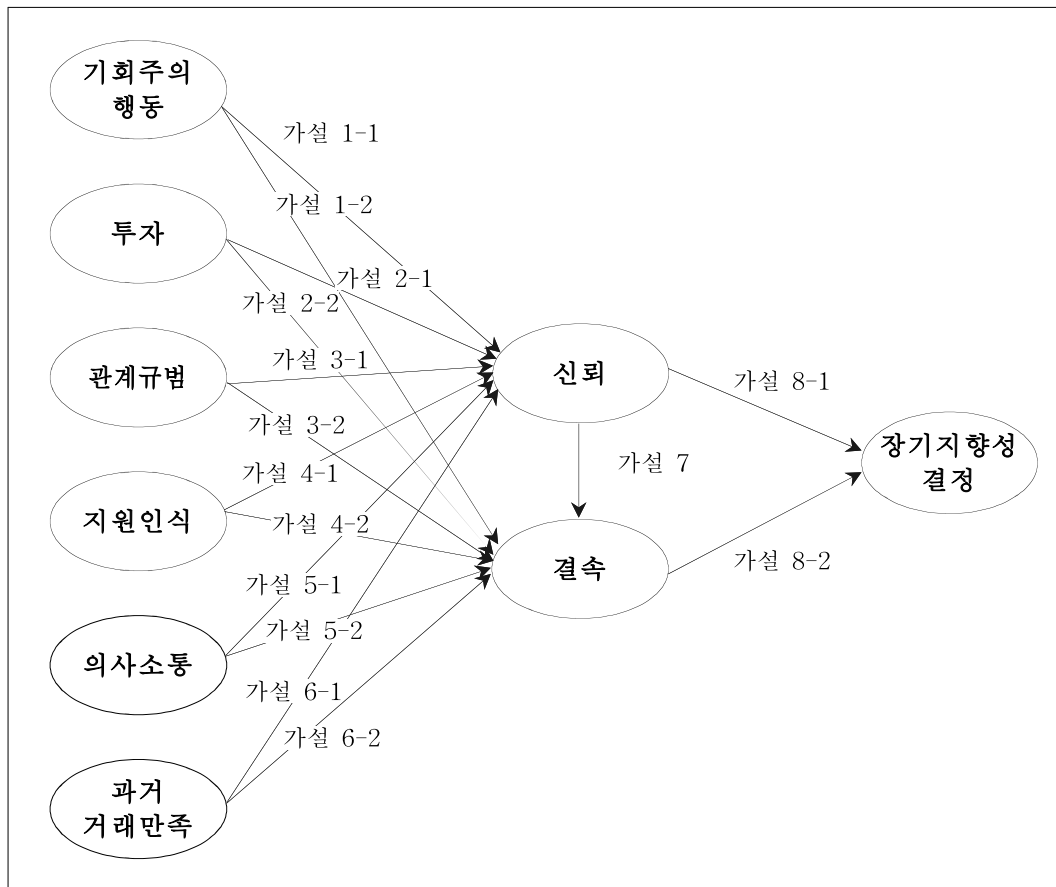 기회주의
행동
가설 1-1
가설 1-2
투자
가설 2-1
가설 2-2
관계규범
가설 3-1
가설 3-2
신뢰
가설 8-1
장기지향성
결정
가설 7
가설 4-1
지원인식
가설 4-2
결속
가설 8-2
가설 5-1
가설 5-2
의사소통
가설 6-1
가설 6-2
과거
거래만족